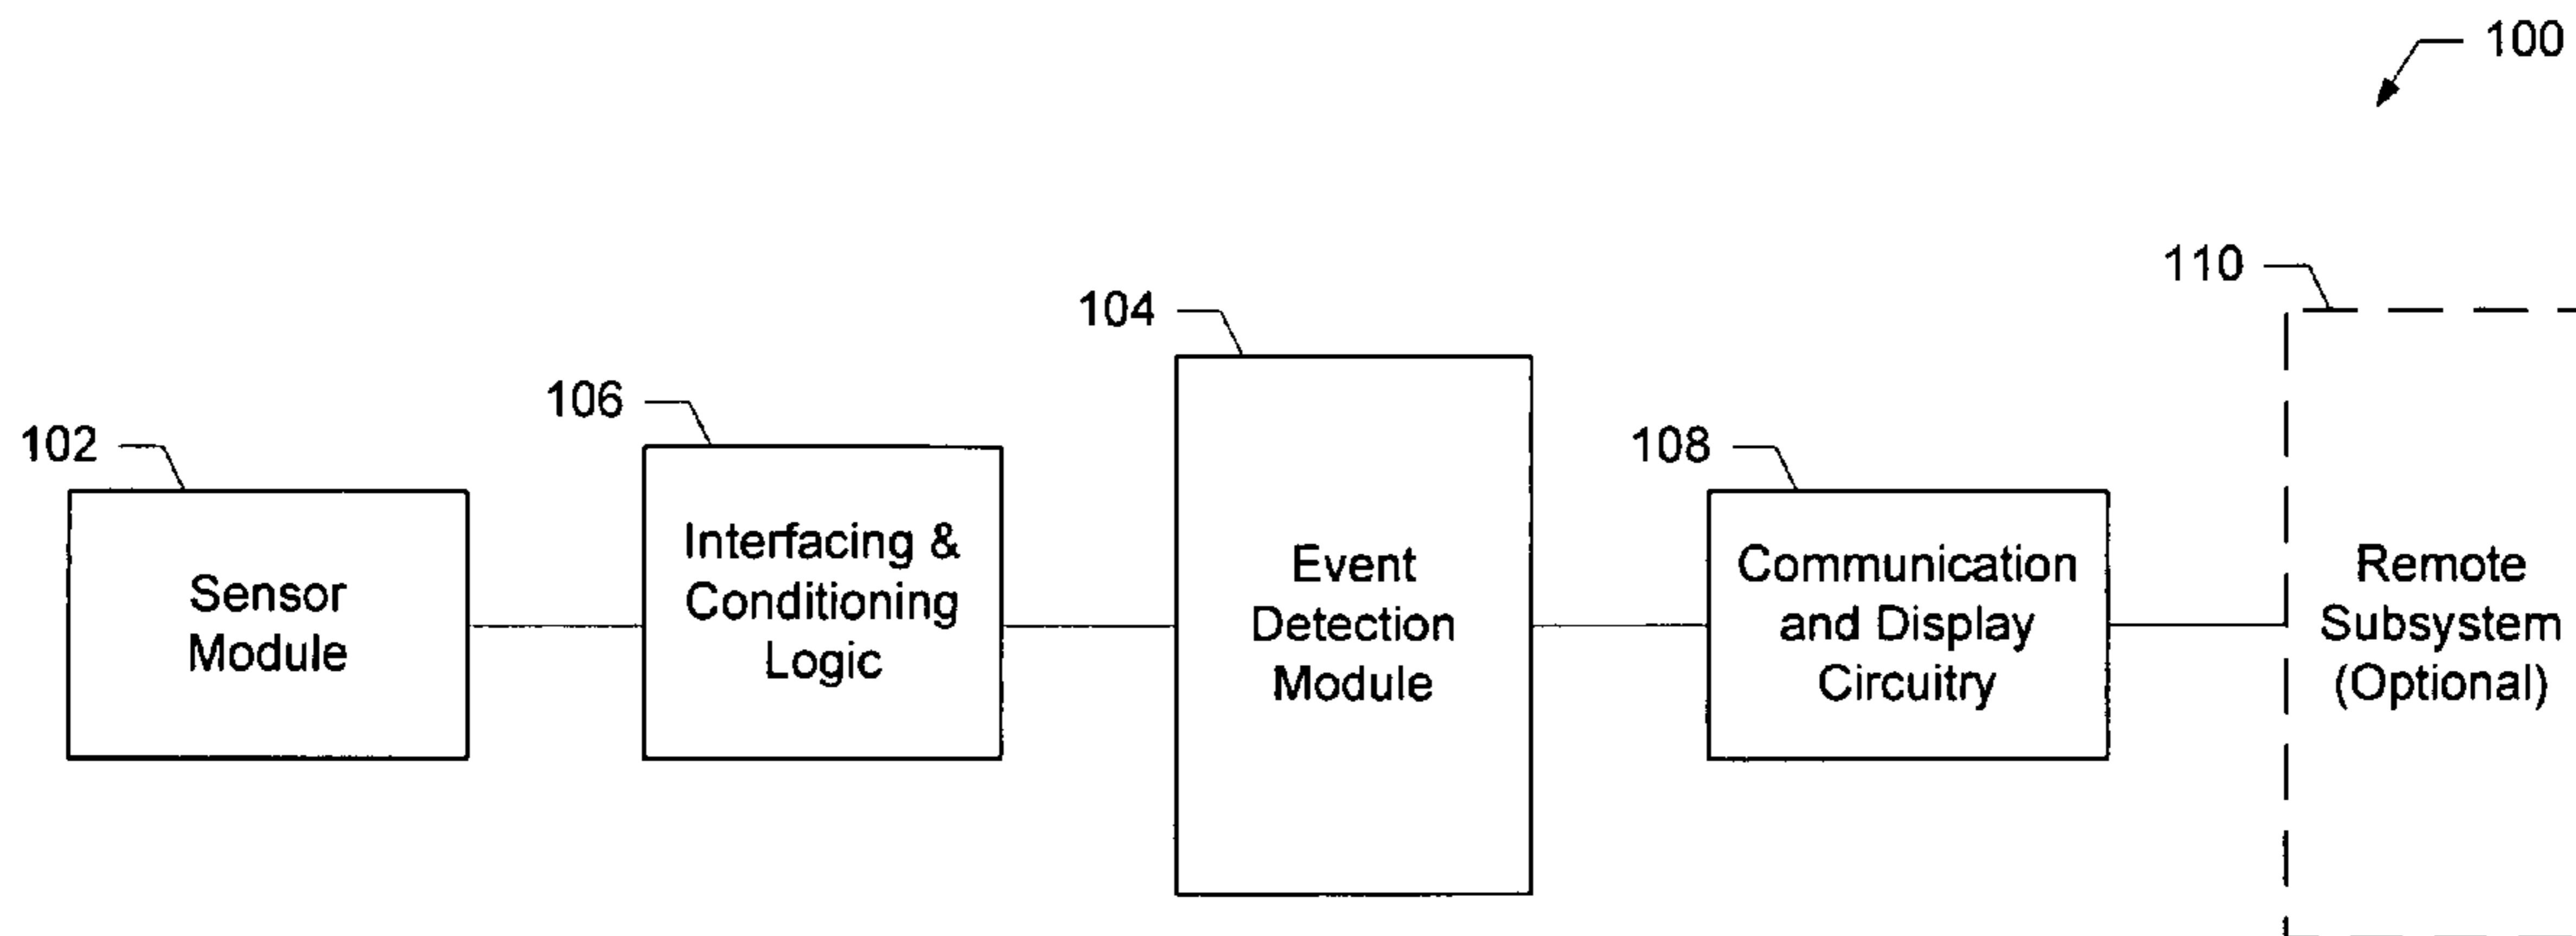 100
110
104
106
102
108
Sensor
Module
Interfacing &
Conditioning
Logic
Event
Detection
Module
Communication
and Display
Circuitry
Remote
Subsystem
(Optional)